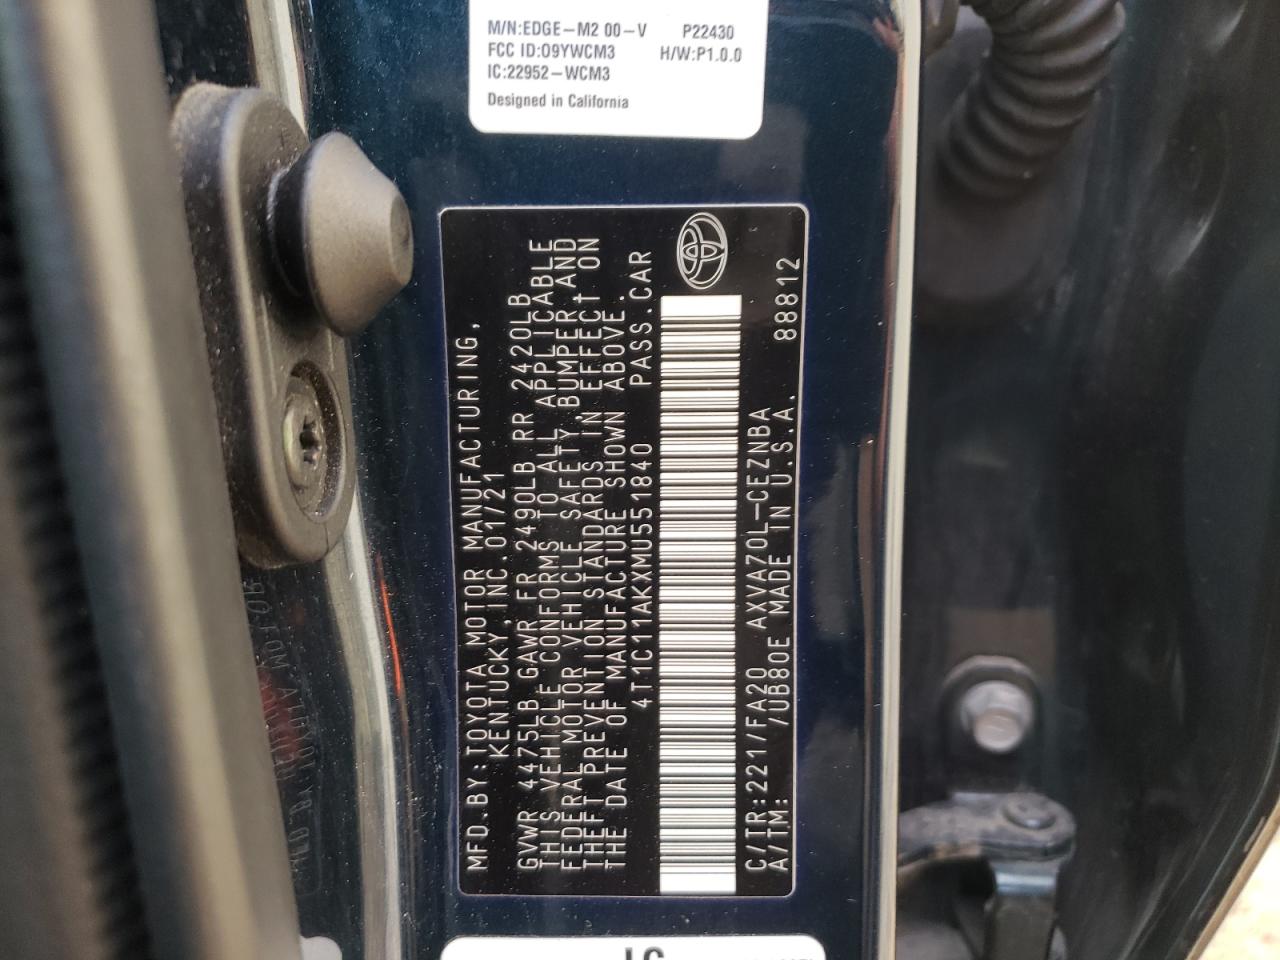 M/N:EDGE-M2 00-V P22430
FCC ID:O9YWCM3 H/W:P1.0.0
IC:22952-WCM3
Designed in California
MFD.BY:TOYOTA MOTOR MANUFACTURING,
KENTUCKY,INC 01/21
GVWR 4475LB GAWR FR 2490LB RR 2420LB
THIS VEHICLE CONFORMS TO ALL APPLICABLE
FEDERAL MOTOR VEHICLE SAFETY,BUMPER,AND
THEFT PREVENTION STANDARDS IN EFFECT ON
THE DATE OF MANUFACTURE SHOWN ABOVE.
4T1C11AKXMU551840 PASS.CAR
C/TR:221/FA20 AXVA70L-CEZNBA
A/TM: /UB80E MADE IN U.S.A. 88812